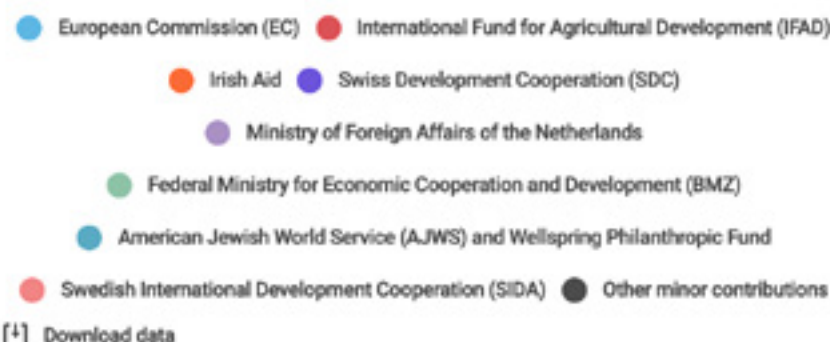 European Commission (EC) International Fund for Agricultural Development (IFAD)
Irish Aid Swiss Development Cooperation (SDC)
Ministry of Foreign Affairs of the Netherlands
Federal Ministry for Economic Cooperation and Development (BMZ)
American Jewish World Service (AJWS) and Wellspring Philanthropic Fund
Swedish International Development Cooperation (SIDA) Other minor contributions
Download data